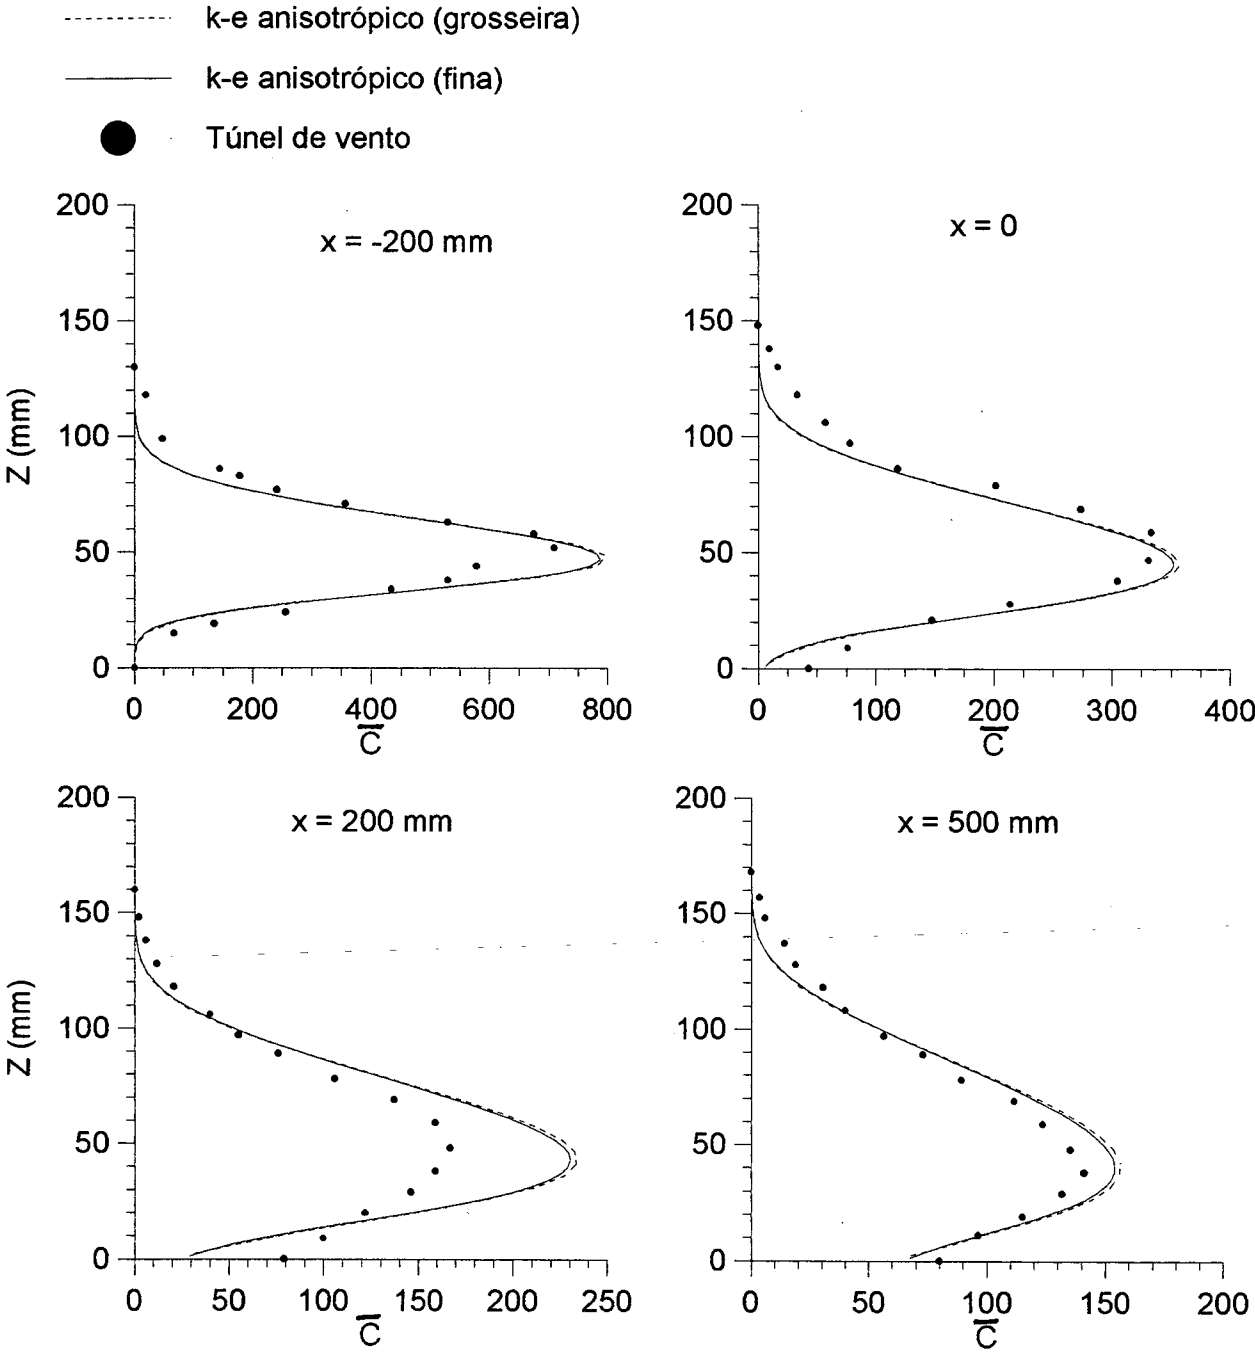 k-e anisotrópico (grosseira)
k-e anisotrópico (fina)
Túnel de vento
x = -200 mm
200
150
100
50
0
Z (mm)
0 200 400 600 800
C̅
x = 0
200
150
100
50
0
0 100 200 300 400
C̅
x = 200 mm
200
150
100
50
0
Z (mm)
0 50 100 150 200 250
C̅
x = 500 mm
200
150
100
50
0
0 50 100 150 200
C̅